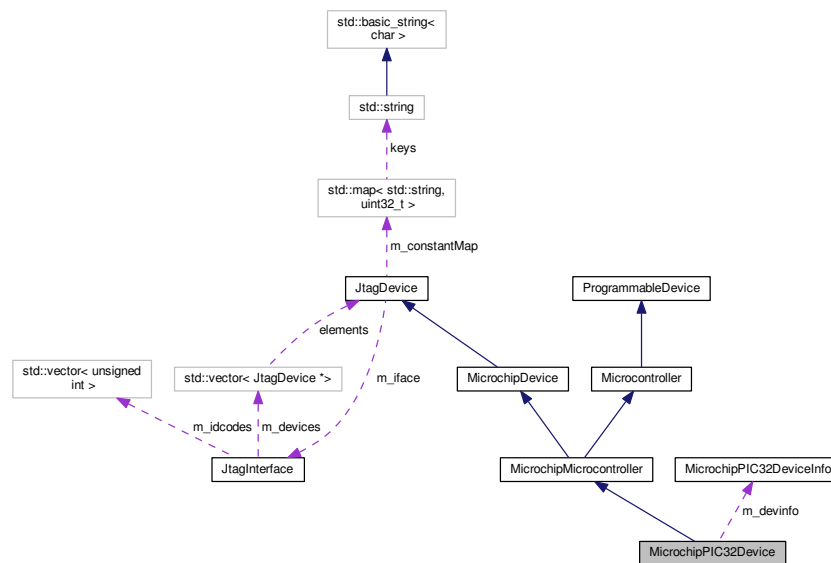 std::basic_string<
char >
std::string
keys
std::map< std::string,
uint32_t >
m_constantMap
JtagDevice
ProgrammableDevice
elements
std::vector< unsigned
int >
std::vector< JtagDevice *>
m_iface
MicrochipDevice
Microcontroller
m_idcodes
m_devices
JtagInterface
MicrochipMicrocontroller
MicrochipPIC32DeviceInfo
m_devinfo
MicrochipPIC32Device